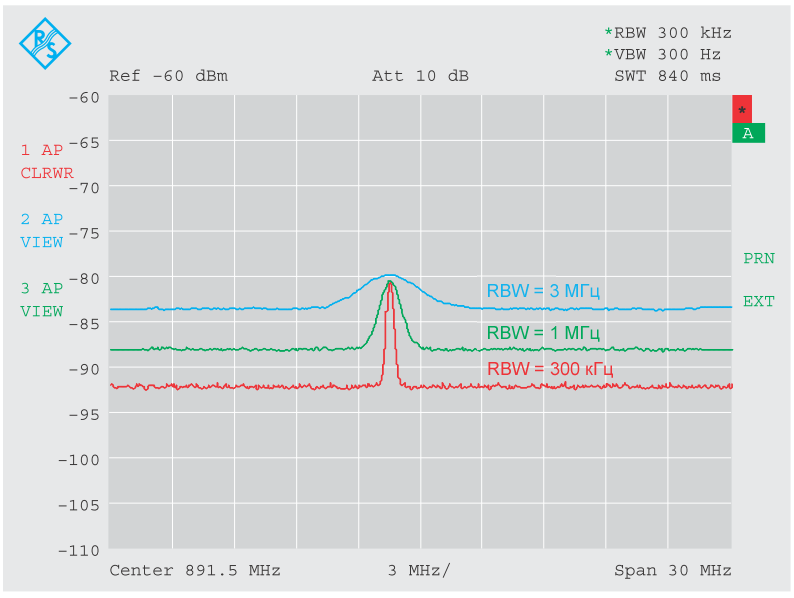 R
S
*RBW 300 kHz
*VBW 300 Hz
Ref -60 dBm Att 10 dB SWT 840 ms
-60
*
A
-65
1 AP
CLRWR
-70
2 AP
VIEW
-75
-80
3 AP
VIEW
-85
-90
-95
-100
-105
-110
RBW = 3 МГц
RBW = 1 МГц
RBW = 300 кГц
PRN
EXT
Center 891.5 MHz 3 MHz/ Span 30 MHz